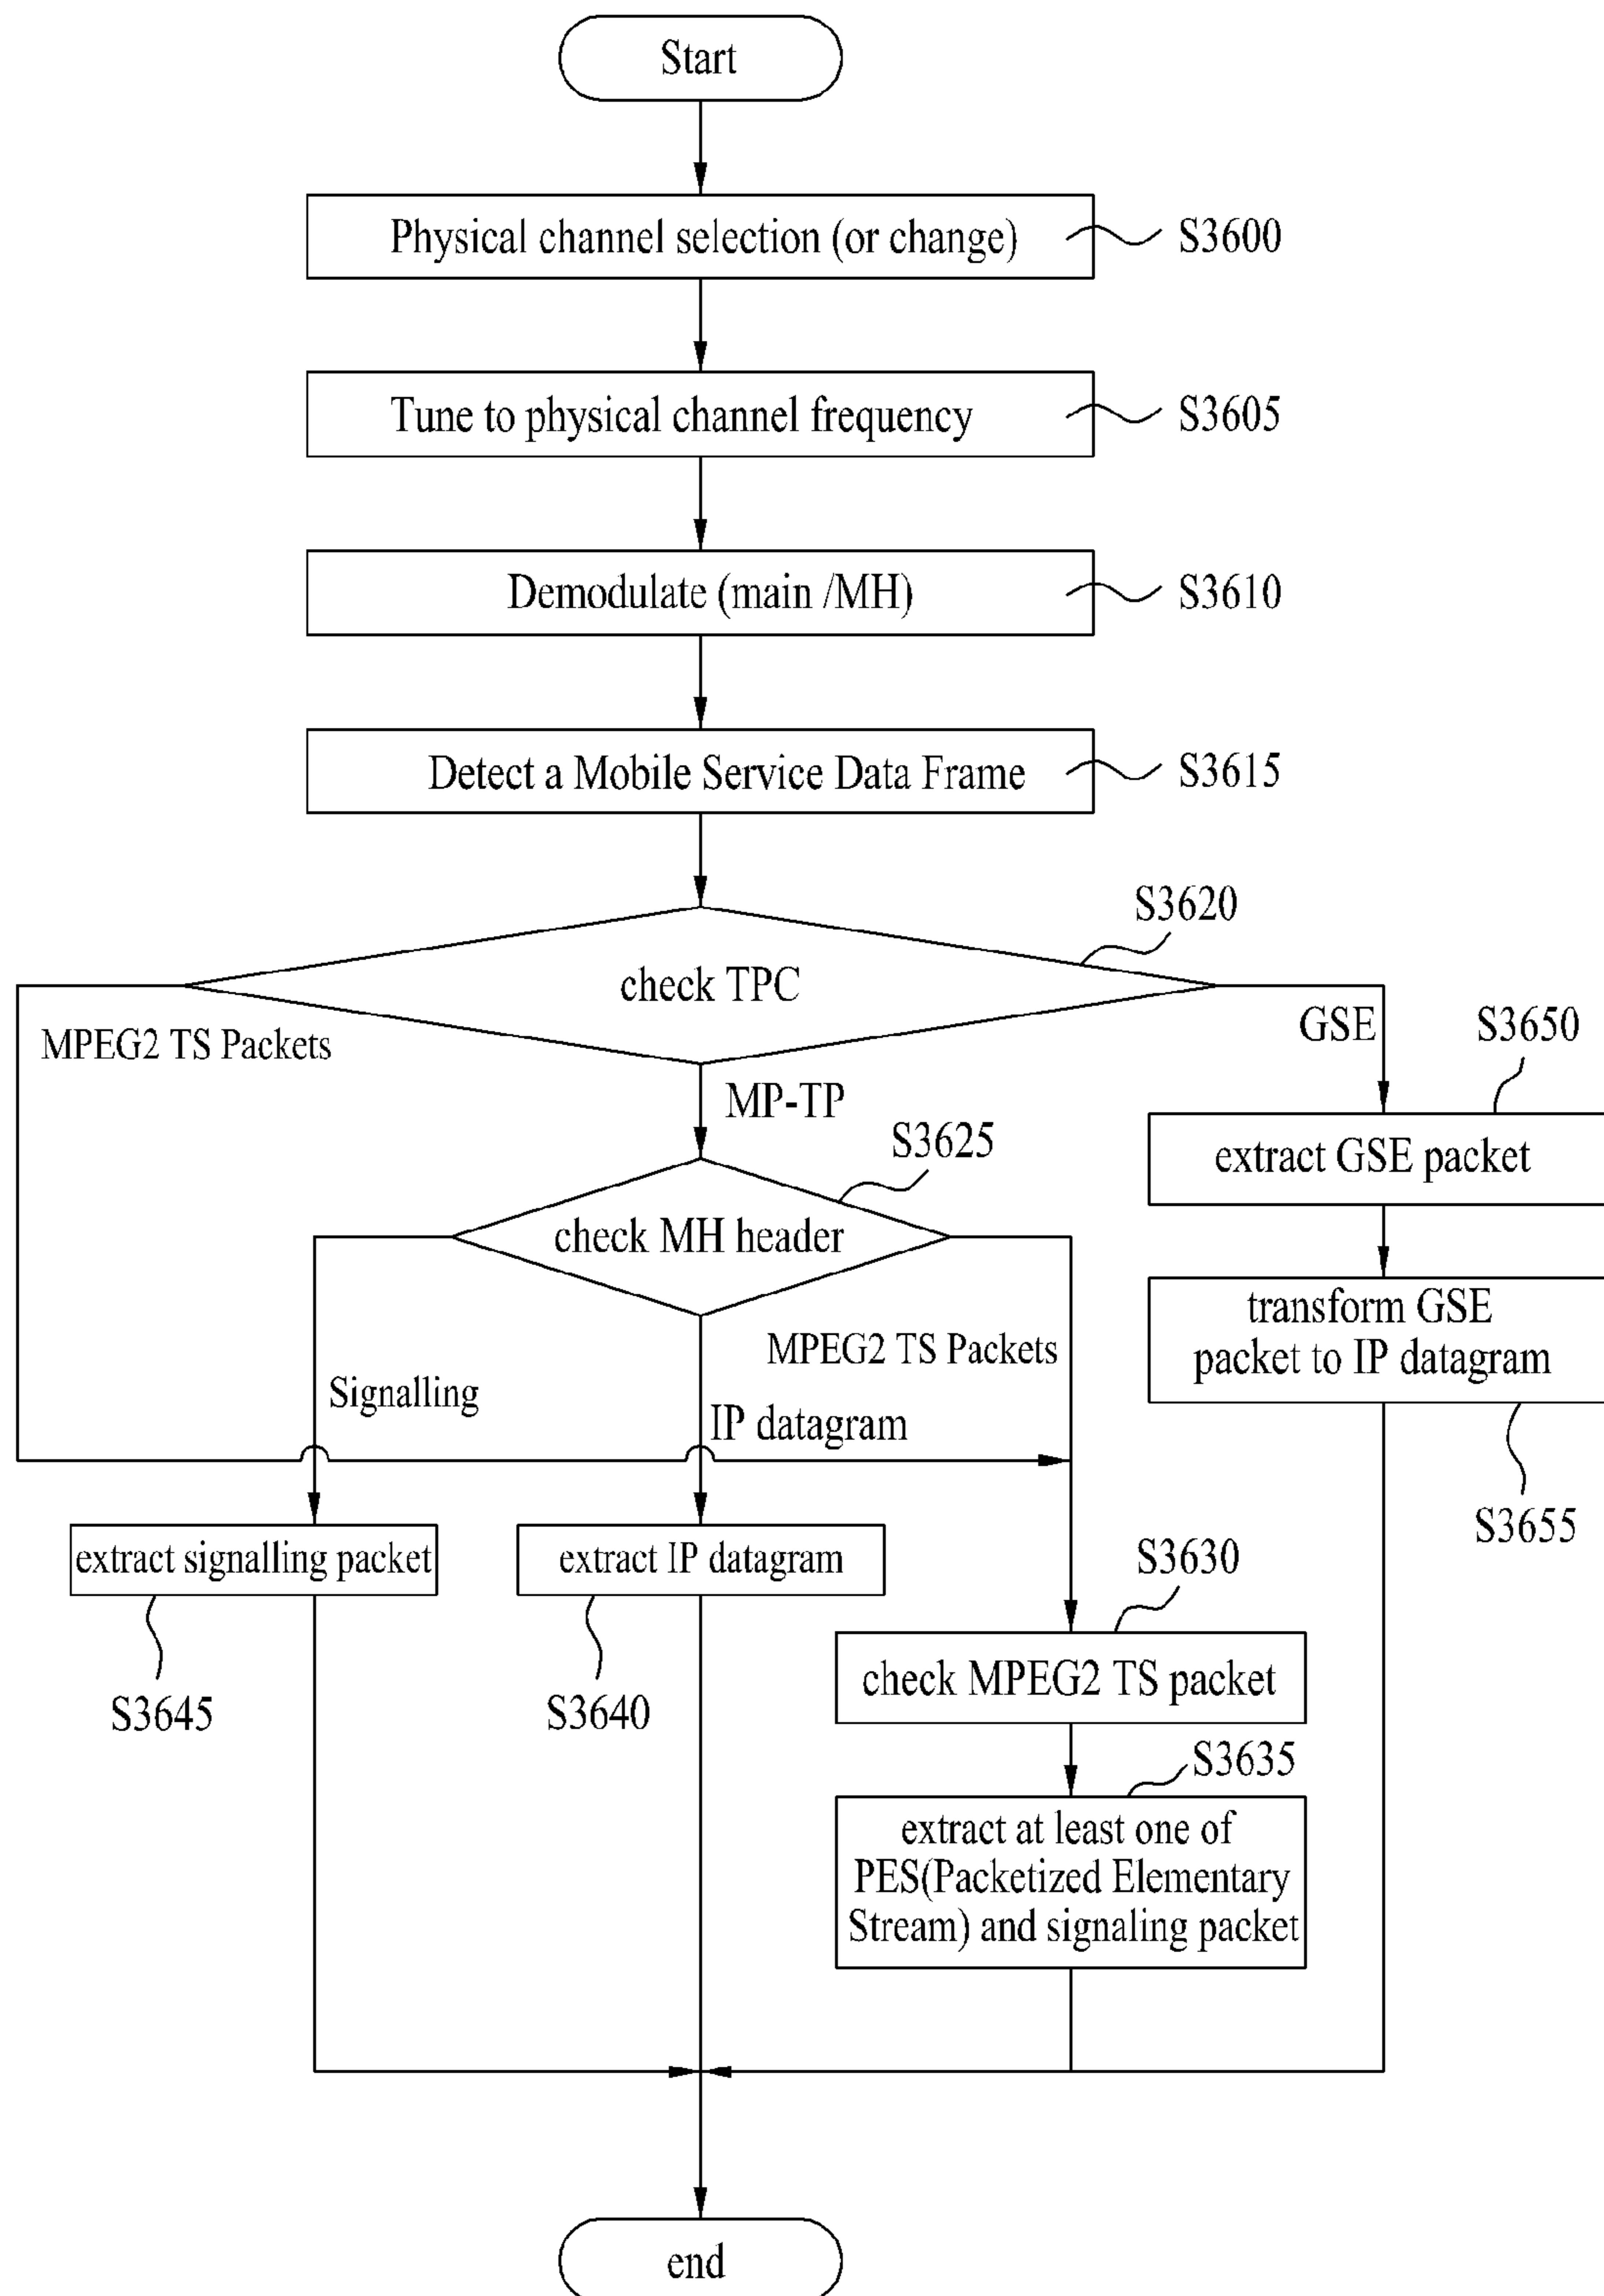 Start
Physical channel selection (or change)
S3600
Tune to physical channel frequency
S3605
Demodulate (main /MH)
S3610
Detect a Mobile Service Data Frame
S3615
S3620
check TPC
MPEG2 TS Packets
GSE
S3650
MP-TP
S3625
extract GSE packet
check MH header
transform GSE
packet to IP datagram
MPEG2 TS Packets
Signalling
IP datagram
S3655
extract signalling packet
extract IP datagram
S3630
check MPEG2 TS packet
S3645
S3640
S3635
extract at least one of
PES(Packetized Elementary
Stream) and signaling packet
end